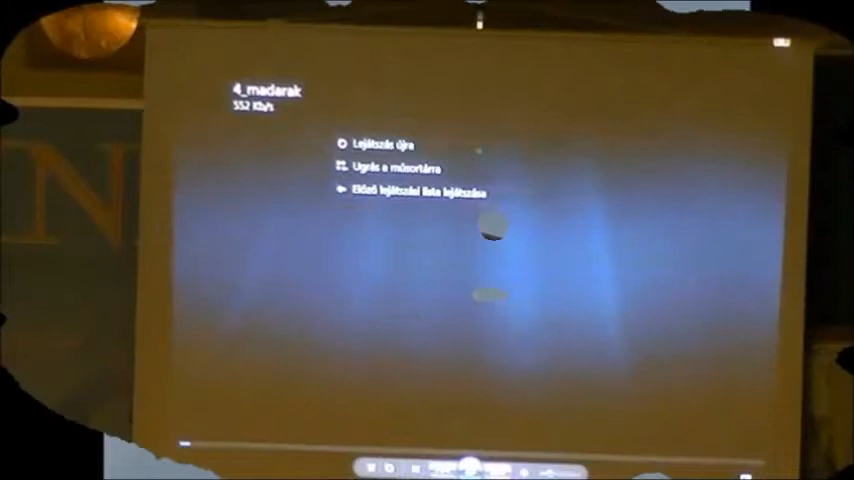 4_madarak
552 Kb/s
Lejátszás újra
Ugrás a műsortárra
Előző lejátszási lista lejátszása
N